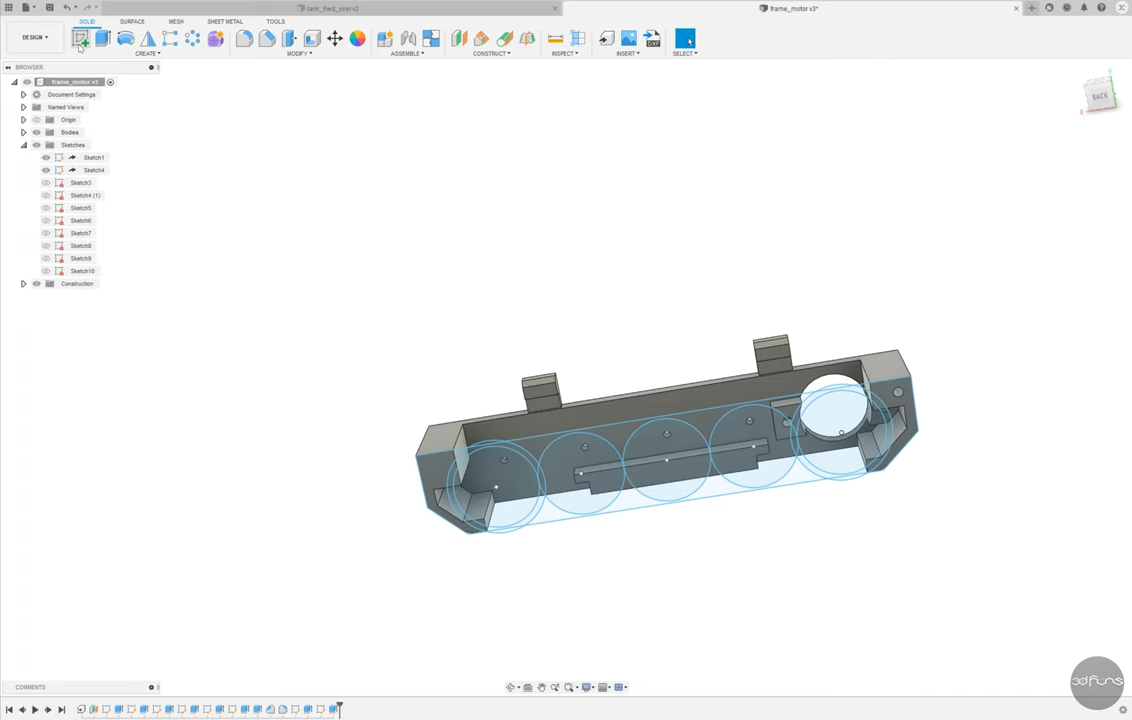 tank_fried_skel v2
frame_motor v3*
DESIGN
SOLID
SURFACE
MESH
SHEET METAL
TOOLS
CREATE
MODIFY
ASSEMBLE
CONSTRUCT
INSPECT
INSERT
SELECT
BROWSER
frame_motor v3
Document Settings
Named Views
Origin
Bodies
Sketches
Sketch1
Sketch4
Sketch3
Sketch4 (1)
Sketch5
Sketch6
Sketch7
Sketch8
Sketch9
Sketch10
Construction
BACK
COMMENTS
3dfuns